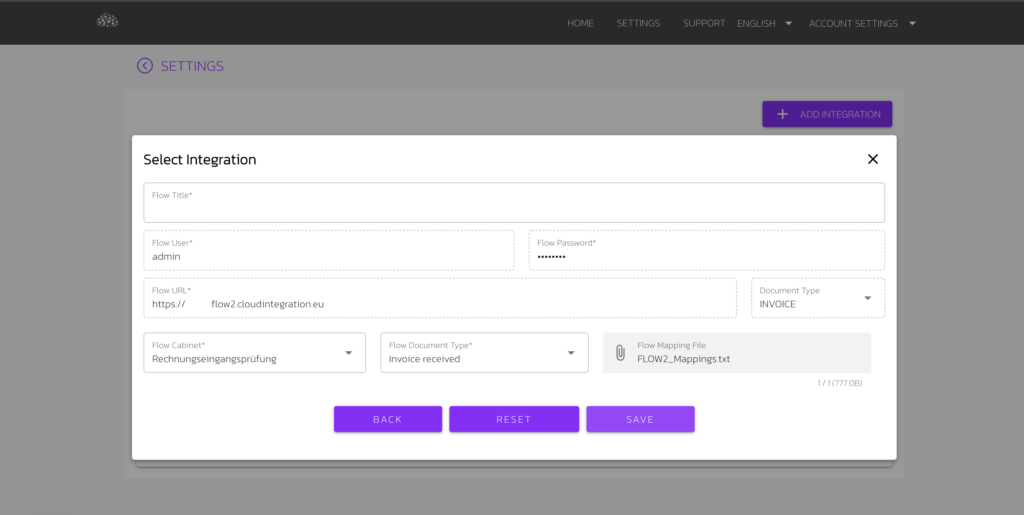 HOME SETTINGS SUPPORT ENGLISH ACCOUNT SETTINGS
SETTINGS
ADD INTEGRATION
Select Integration
Flow Title*
Flow User* Flow Password*
admin ••••••••
Flow URL* Document Type
https:// flow2.cloudintegration.eu INVOICE
Flow Cabinet* Flow Document Type* Flow Mapping File
Rechnungseingangsprüfung Invoice received FLOW2_Mappings.txt
1 / 1 (777.0B)
BACK RESET SAVE